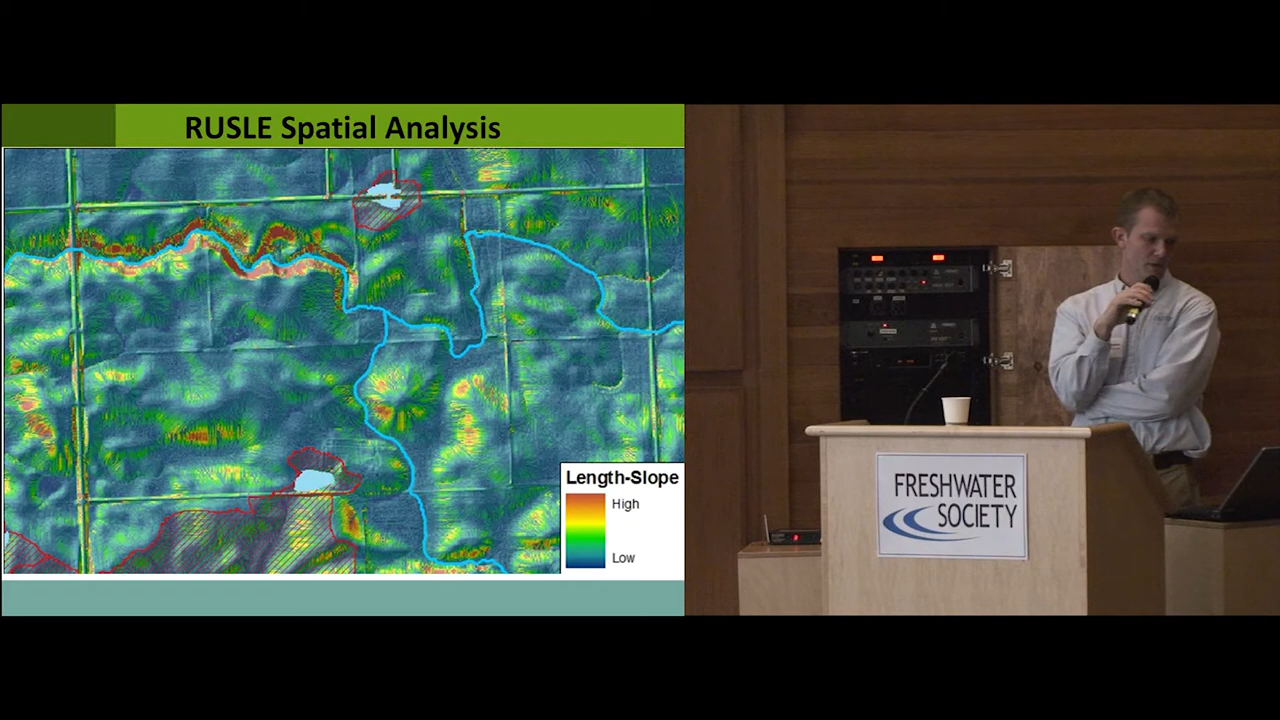 RUSLE Spatial Analysis
Length-Slope
High
Low
FRESHWATER
SOCIETY